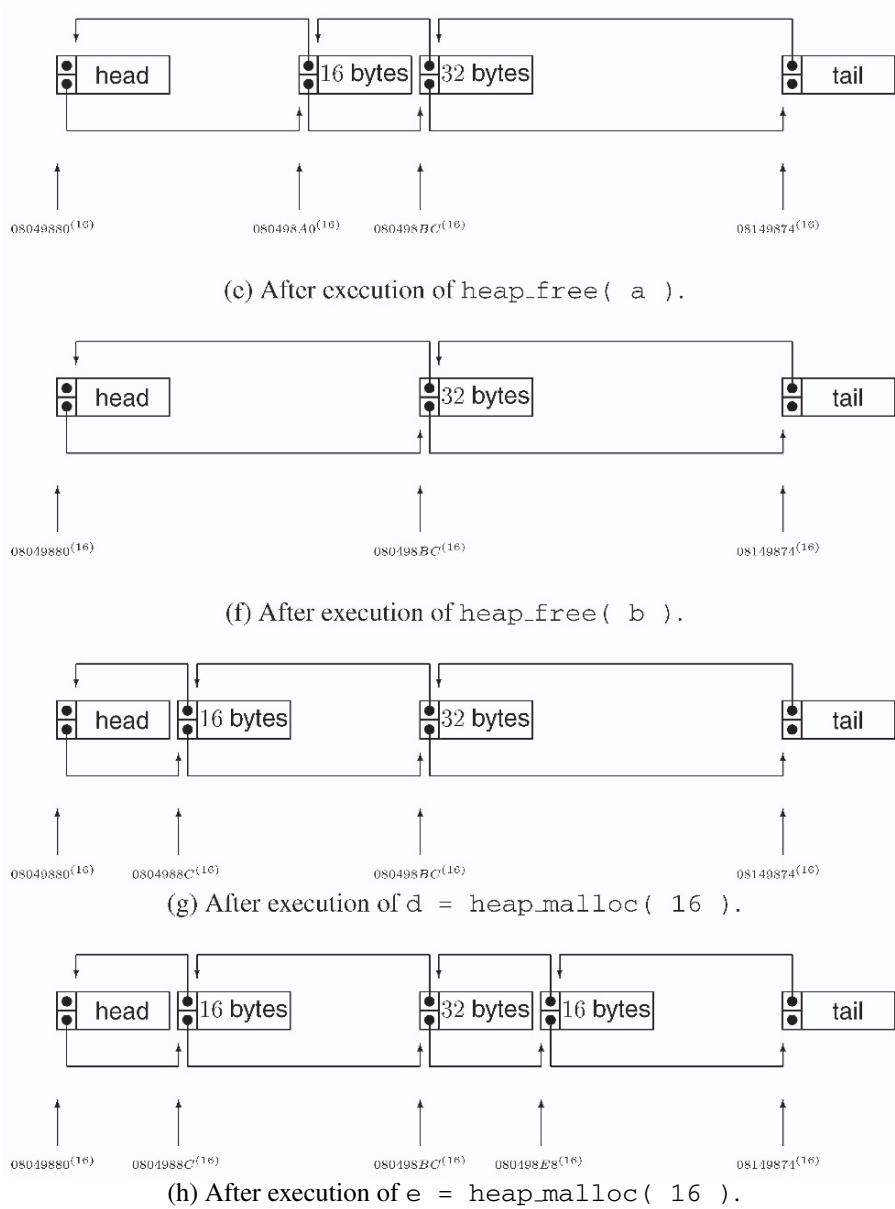 head 16 bytes 32 bytes tail
08049880(16) 080498A0(16) 080498BC(16) 08149874(16)
(e) After execution of heap_free( a ).
head 32 bytes tail
08049880(16) 080498BC(16) 08149874(16)
(f) After execution of heap_free( b ).
head 16 bytes 32 bytes tail
08049880(16) 0804988C(16) 080498BC(16) 08149874(16)
(g) After execution of d = heap_malloc( 16 ).
head 16 bytes 32 bytes 16 bytes tail
08049880(16) 0804988C(16) 080498BC(16) 080498E8(16) 08149874(16)
(h) After execution of e = heap_malloc( 16 ).